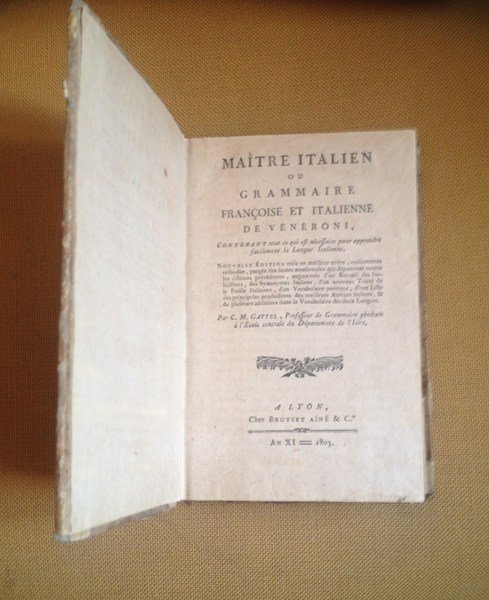 MAÎTRE ITALIEN
OU
GRAMMAIRE
FRANÇOISE ET ITALIENNE
DE VÉNÉRONI,
CONTENANT tout ce qui est nécessaire pour apprendre
facilement la Langue Italienne.
NOUVELLE ÉDITION mise en meilleur ordre, entièrement
refondue, purgée des fautes nombreuses qui déparoient toutes
les éditions précédentes, augmentée d'un Recueil des Ita-
licismes, des Synonymes Italiens, d'un nouveau Traité de
la Poésie Italienne, d'un Vocabulaire poétique, d'une Liste
des principales productions des meilleurs Auteurs Italiens, &
de plusieurs additions dans le Vocabulaire des deux Langues.
Par C. M. GATTEL, Professeur de Grammaire générale
à l'Ecole centrale du Département de l'Isère.
A LYON,
Chez BRUYSET AÎNÉ & C.e
AN XI == 1803.